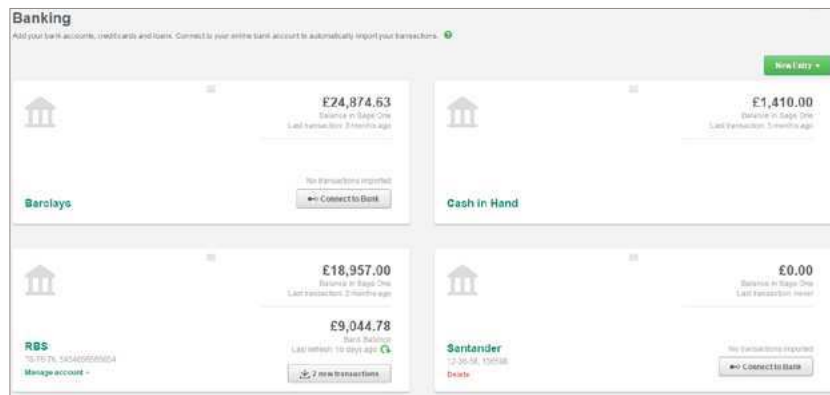 Banking
Add your bank accounts, credit cards and loans. Connect to your online bank account to automatically import your transactions.
New Entry
£24,874.63
Balance in Sage One
Last transaction: 3 months ago
No transactions imported
Barclays
Connect to Bank
£1,410.00
Balance in Sage One
Last transaction: 5 months ago
Cash in Hand
£18,957.00
Balance in Sage One
Last transaction: 2 months ago
£9,044.78
Bank Balance
RBS
Last refresh: 10 days ago
Manage account
2 new transactions
£0.00
Balance in Sage One
Last transaction: never
Santander
No transactions imported
Delete
Connect to Bank